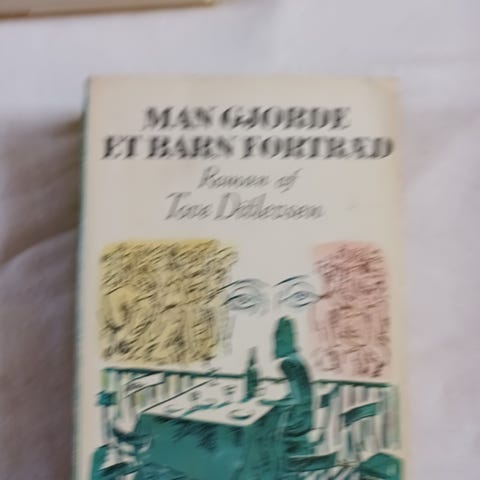 MAN GJORDE
ET BARN FORTRÆD
Roman af
Tove Ditlevsen